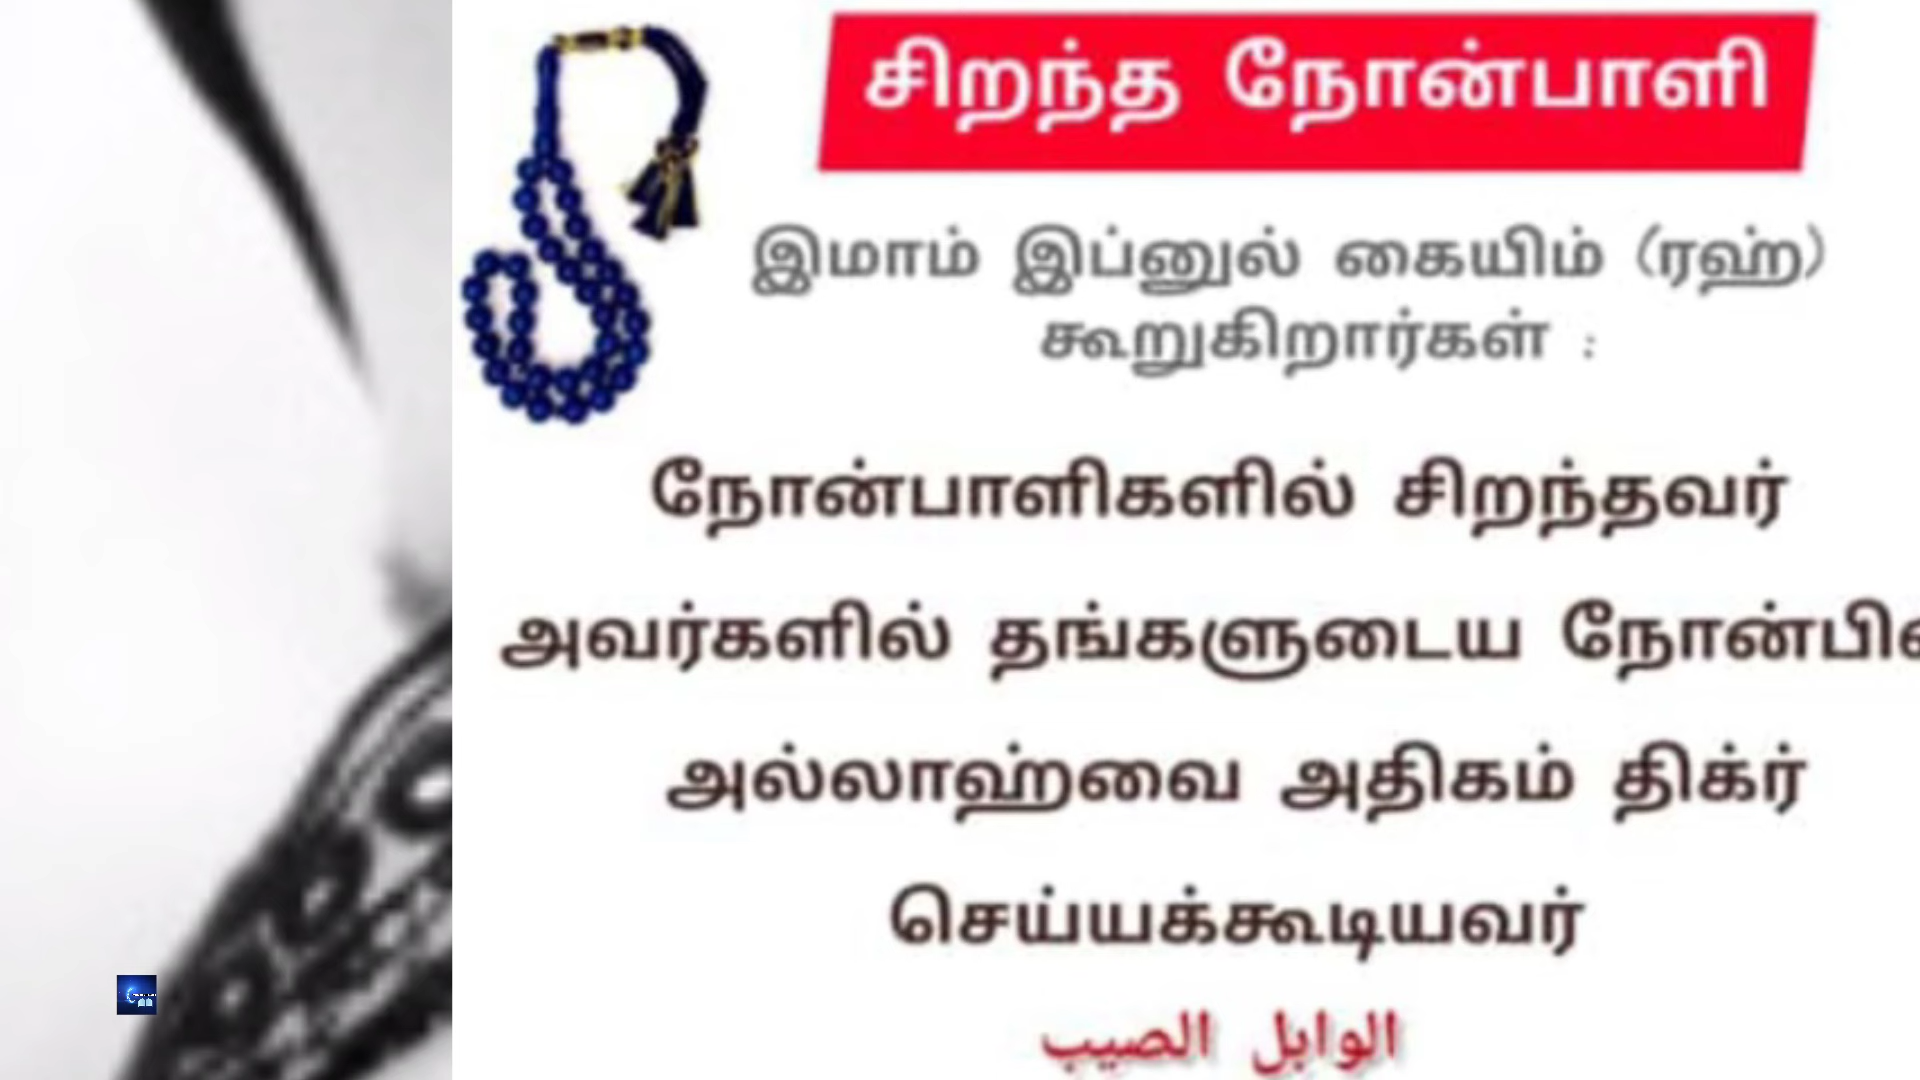 சிறந்த நோன்பாளி
இமாம் இப்னுல் கையிம் (ரஹ்)
கூறுகிறார்கள் :
நோன்பாளிகளில் சிறந்தவர்
அவர்களில் தங்களுடைய
அல்லாஹ்வை அதிகம் திக்ர்
செய்யக்கூடியவர்
الوابل الصيب